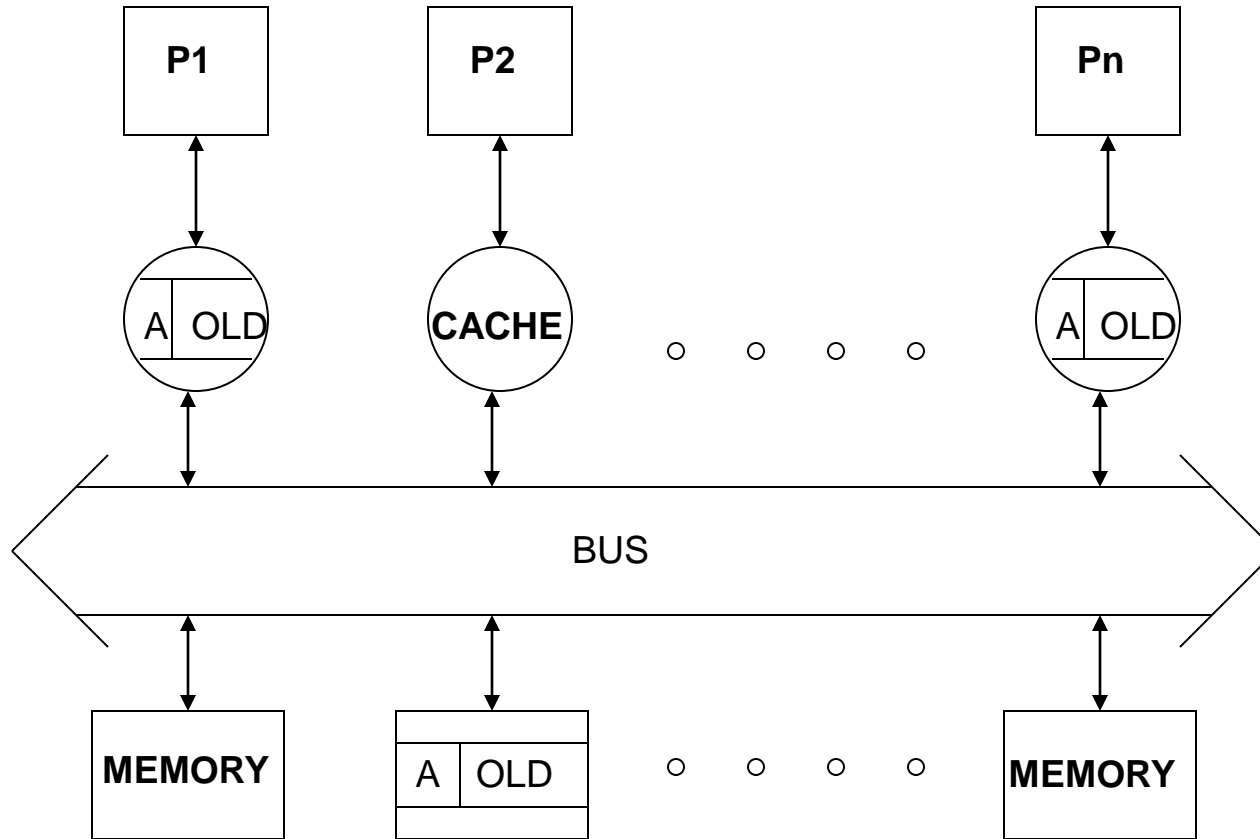 P1
P2
Pn
A OLD
CACHE
A OLD
BUS
MEMORY
A OLD
MEMORY